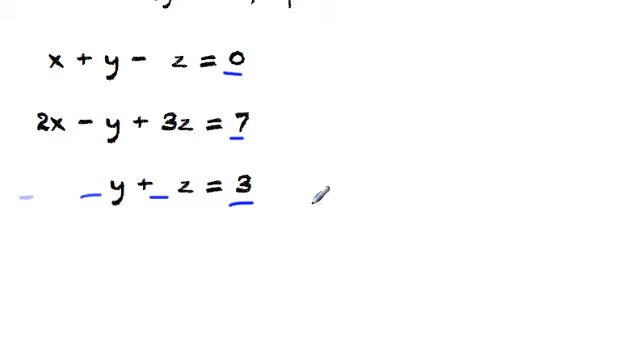 x + y - z = 0
2x - y + 3z = 7
y + z = 3